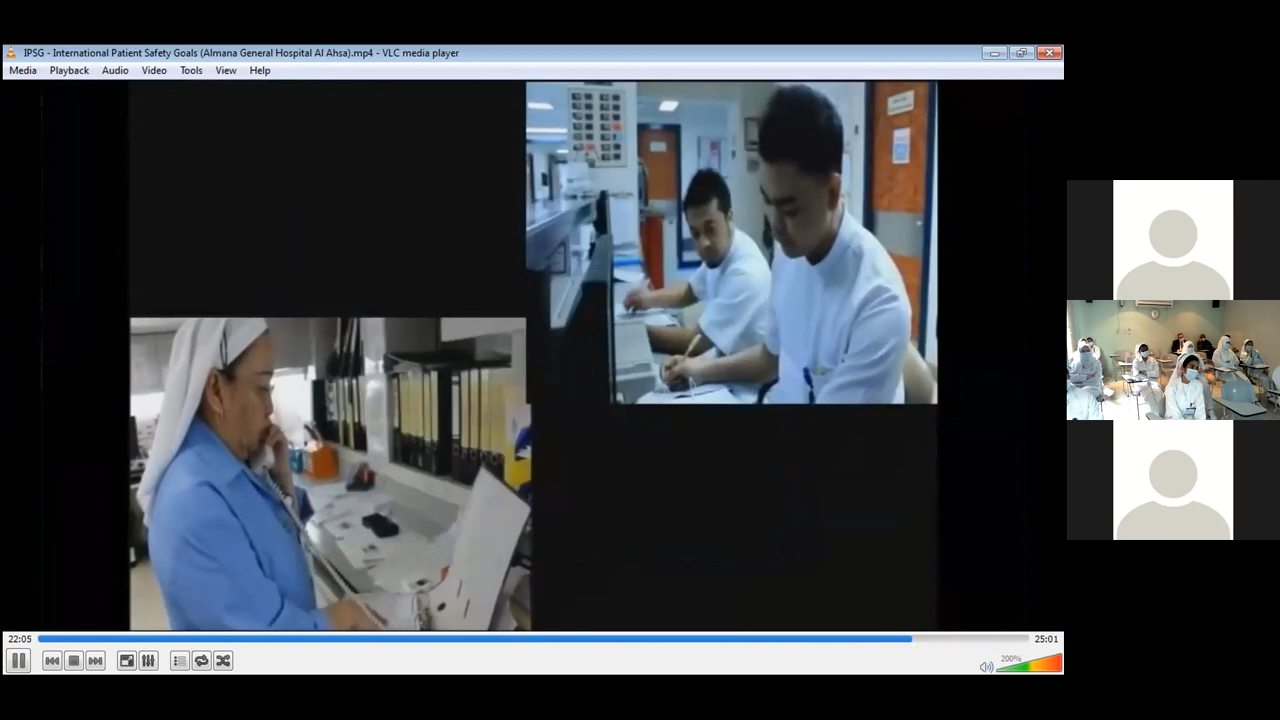 IPSG - International Patient Safety Goals (Almana General Hospital Al Ahsa).mp4 - VLC media player
Media Playback Audio Video Tools View Help
22:05 25:01
200%